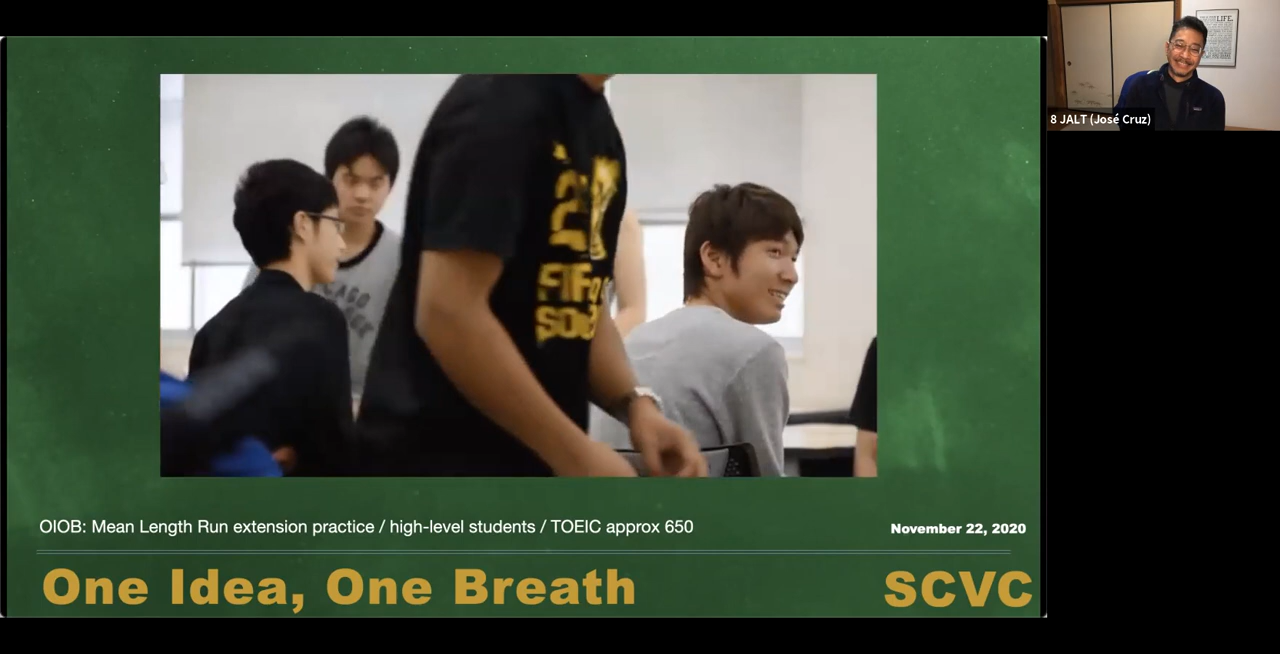 LIFE.
8 JALT (José Cruz)
OIOB: Mean Length Run extension practice / high-level students / TOEIC approx 650
November 22, 2020
One Idea, One Breath
SCVC